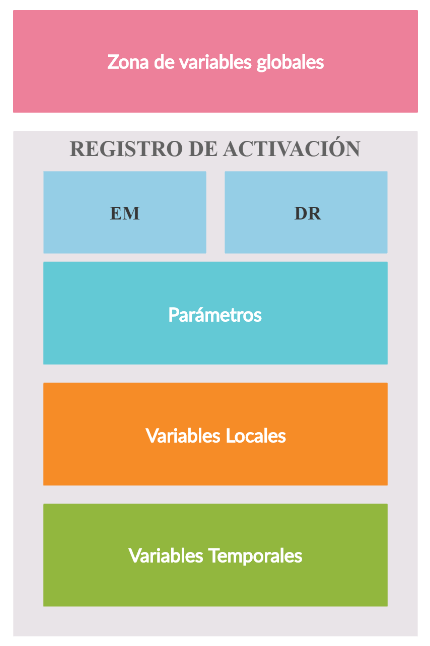 Zona de variables globales
REGISTRO DE ACTIVACIÓN
EM
DR
Parámetros
Variables Locales
Variables Temporales